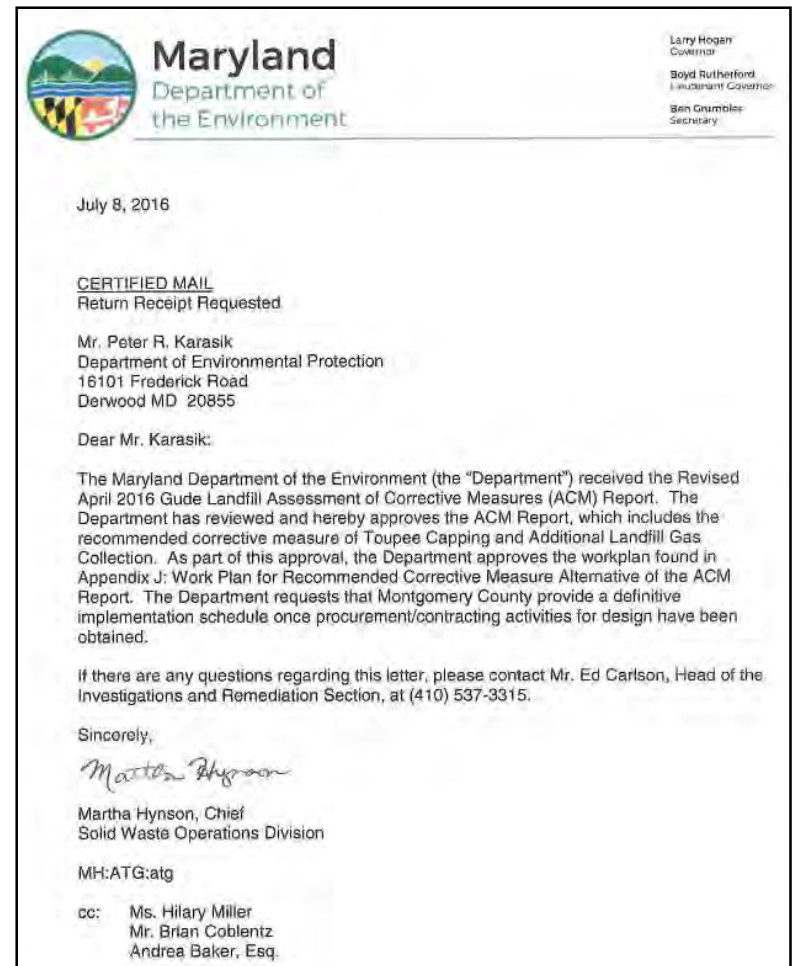 Maryland
Department of
the Environment
Larry Hogan
Governor
Boyd Rutherford
Lieutenant Governor
Ben Grumbles
Secretary
July 8, 2016
CERTIFIED MAIL
Return Receipt Requested
Mr. Peter R. Karasik
Department of Environmental Protection
16101 Frederick Road
Derwood MD 20855
Dear Mr. Karasik:
The Maryland Department of the Environment (the "Department") received the Revised
April 2016 Gude Landfill Assessment of Corrective Measures (ACM) Report. The
Department has reviewed and hereby approves the ACM Report, which includes the
recommended corrective measure of Toupee Capping and Additional Landfill Gas
Collection. As part of this approval, the Department approves the workplan found in
Appendix J: Work Plan for Recommended Corrective Measure Alternative of the ACM
Report. The Department requests that Montgomery County provide a definitive
implementation schedule once procurement/contracting activities for design have been
obtained.
If there are any questions regarding this letter, please contact Mr. Ed Carlson, Head of the
Investigations and Remediation Section, at (410) 537-3315.
Sincerely,
Martha Hynson
Martha Hynson, Chief
Solid Waste Operations Division
MH:ATG:atg
cc: Ms. Hilary Miller
Mr. Brian Coblentz
Andrea Baker, Esq.